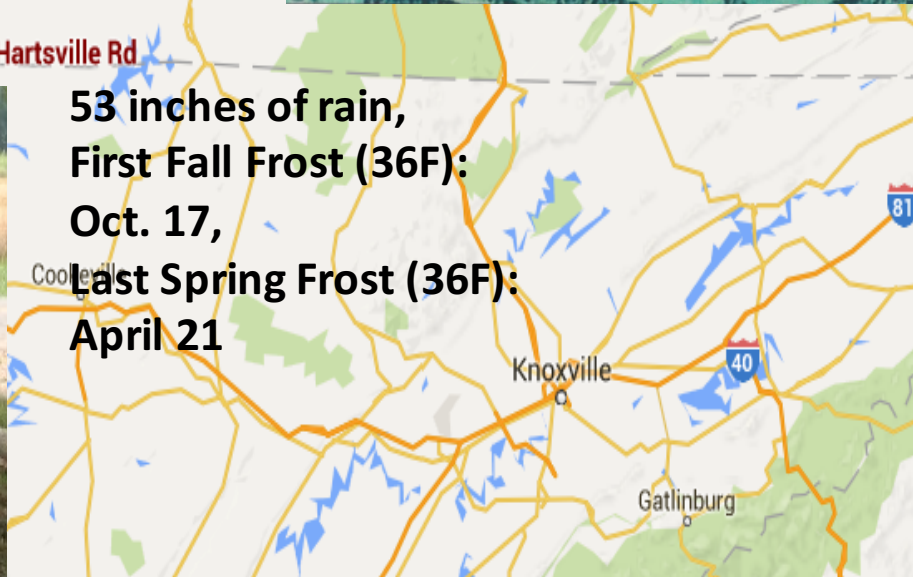 Hartsville Rd
53 inches of rain,
First Fall Frost (36F):
Oct. 17,
81
Cookeville
Last Spring Frost (36F):
April 21
Knoxville
40
Gatlinburg